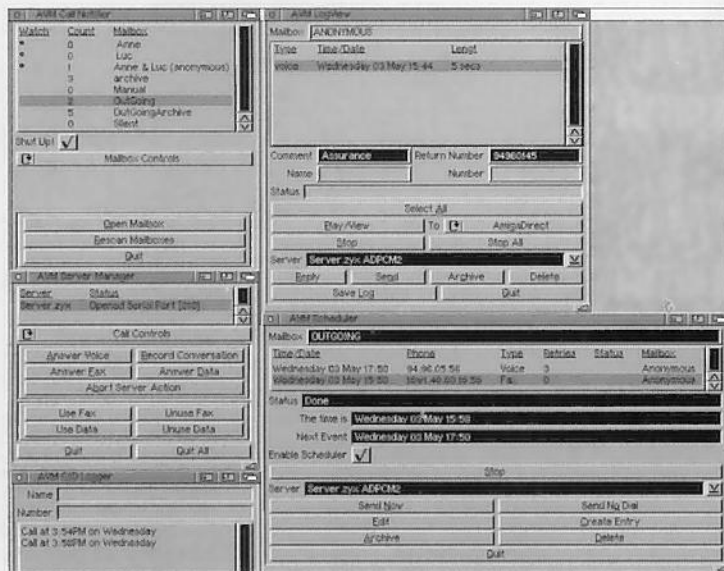 AVM Call Notifier
Watch Count Mailbox
* 0 Anne
* 0 Luc
* 1 Anne & Luc (anonymous)
3 archive
0 Manual
2 OutGoing
5 OutGoingArchive
0 Silent
Shut Up!
Mailbox Controls
Open Mailbox
Rescan Mailboxes
Quit
AVM Server Manager
Server Status
Server.zyx Opened Serial Port
Call Controls
Answer Voice Record Conversation
Answer Fax Answer Data
Abort Server Action
Use Fax Unuse Fax
Use Data Unuse Data
Quit Quit All
AVM CID Logger
Name
Number
Call at 3:54PM on Wednesday
Call at 3:58PM on Wednesday
AVM LogView
Mailbox ANONYMOUS
Type Time/Date Lengt
voice Wednesday 03 May 15:44 5 secs
Comment Assurance Return Number 94960145
Name Number
Status
Select All
Play/View To AmigaDirect
Stop Stop All
Server Server.zyx ADPCM2
Reply Send Archive Delete
Save Log Quit
AVM Scheduler
Mailbox OUTGOING
Time/Date Phone Type Retries Status Mailbox
Wednesday 03 May 17:50 94.96.05.56 Voice 3 Anonymous
Wednesday 03 May 15:50 0 Anonymous
Status Done
The time is Wednesday 03 May 15:58
Next Event Wednesday 03 May 17:50
Enable Scheduler
Stop
Server Server.zyx ADPCM2
Send Now Send No Dial
Edit Create Entry
Archive Delete
Quit